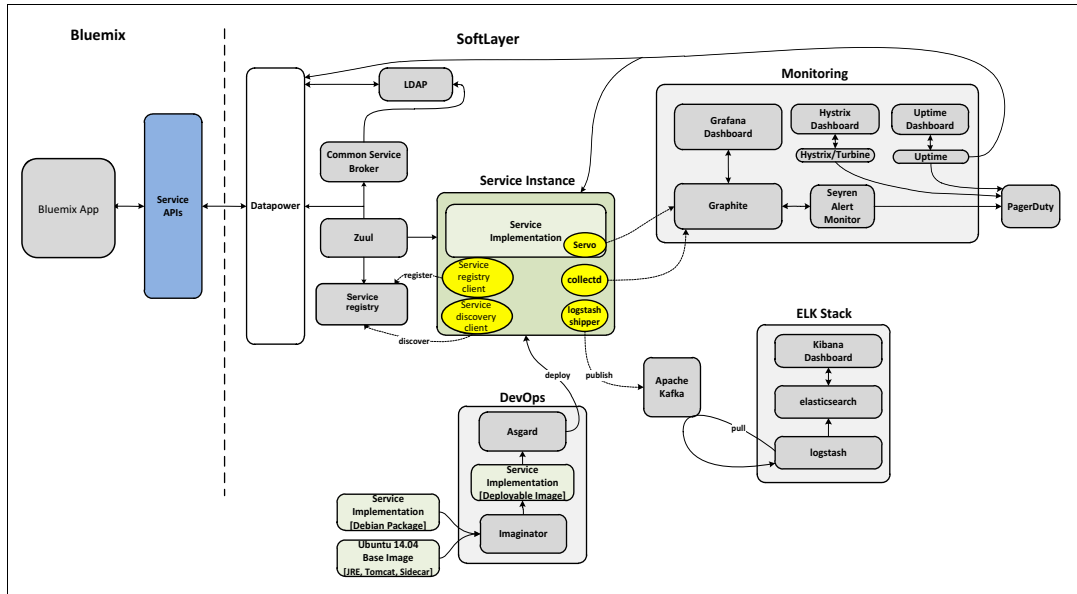 Bluemix
SoftLayer
Monitoring
LDAP
Grafana
Dashboard
Hystrix
Dashboard
Uptime
Dashboard
Hystrix/Turbine
Uptime
Common Service
Broker
Service Instance
Bluemix App
Service
APIs
Datapower
Service
Implementation
Servo
Graphite
Seyren
Alert
Monitor
PagerDuty
Zuul
Service
registry
client
register
collectd
Service
registry
Service
discovery
client
logstash
shipper
discover
ELK Stack
Kibana
Dashboard
deploy
publish
Apache
Kafka
elasticsearch
DevOps
Asgard
pull
logstash
Service
Implementation
[Deployable Image]
Service
Implementation
[Debian Package]
Imaginator
Ubuntu 14.04
Base Image
[JRE, Tomcat, Sidecar]